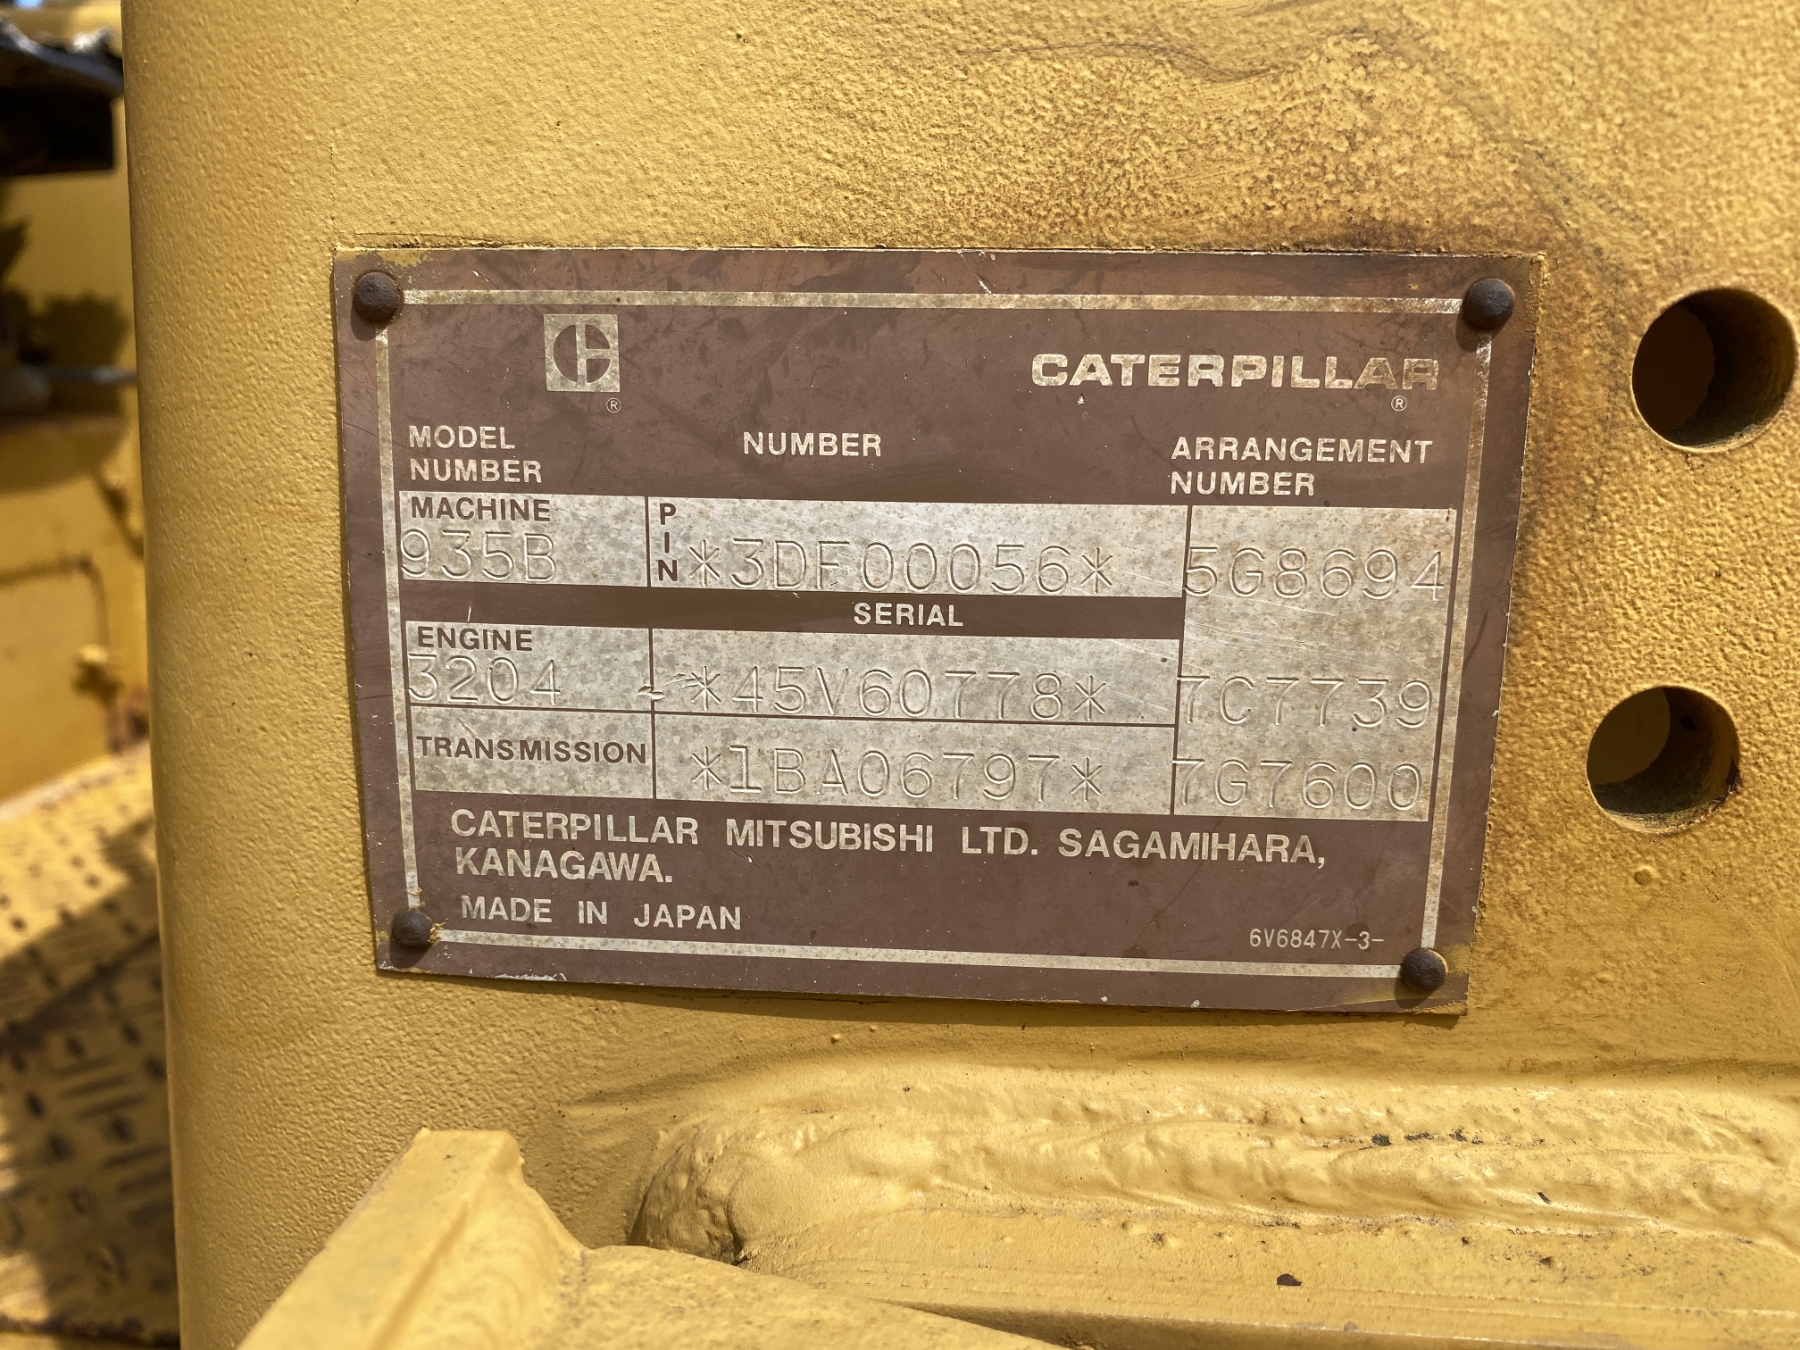 CATERPILLAR
®
®
MODEL NUMBER
NUMBER
ARRANGEMENT NUMBER
MACHINE
935B
PIN
*3DF00056*
5G8694
SERIAL
ENGINE
3204
*45V60778*
7C7739
TRANSMISSION
*1BA06797*
7G7600
CATERPILLAR MITSUBISHI LTD. SAGAMIHARA,
KANAGAWA.
MADE IN JAPAN
6V6847X-3-